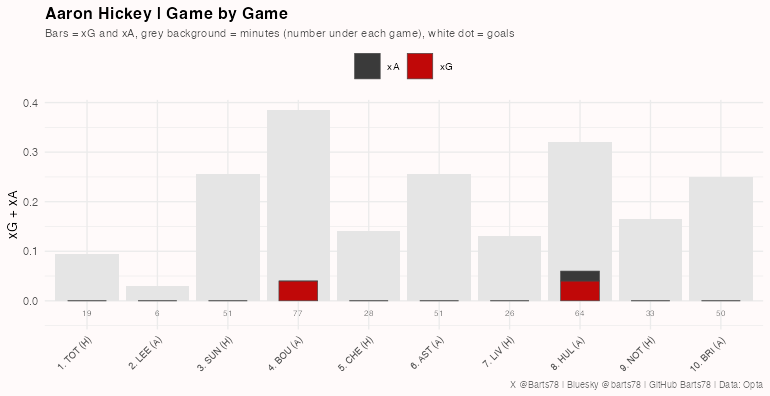 Aaron Hickey | Game by Game
Bars = xG and xA, grey background = minutes (number under each game), white dot = goals
xA xG
xG + xA
0.4
0.3
0.2
0.1
0.0
19 6 51 77 28 51 26 64 33 50
1. TOT (H) 2. LEE (A) 3. SUN (H) 4. BOU (A) 5. CHE (H) 6. AST (A) 7. LIV (H) 8. HUL (A) 9. NOT (H) 10. BRI (A)
X @Barts78 | Bluesky @barts78 | GitHub Barts78 | Data: Opta